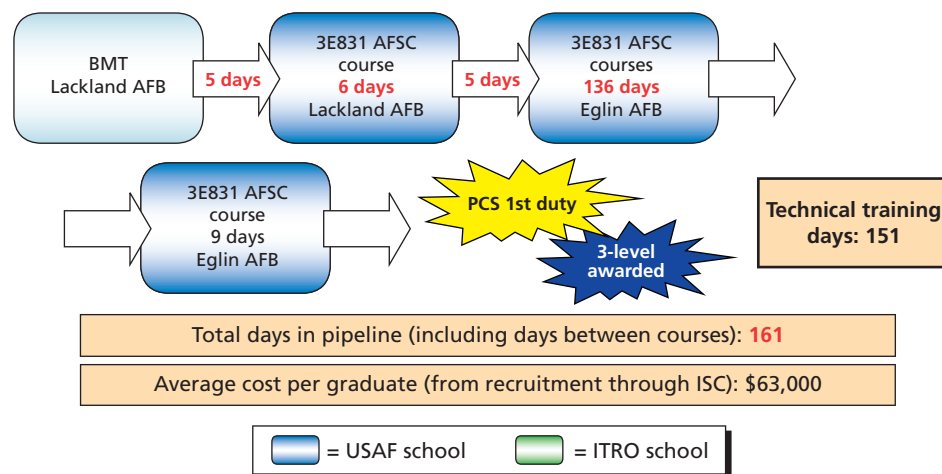 BMT
Lackland AFB
5 days
3E831 AFSC
course
6 days
Lackland AFB
5 days
3E831 AFSC
courses
136 days
Eglin AFB
3E831 AFSC
course
9 days
Eglin AFB
PCS 1st duty
3-level
awarded
Technical training
days: 151
Total days in pipeline (including days between courses): 161
Average cost per graduate (from recruitment through ISC): $63,000
= USAF school
= ITRO school